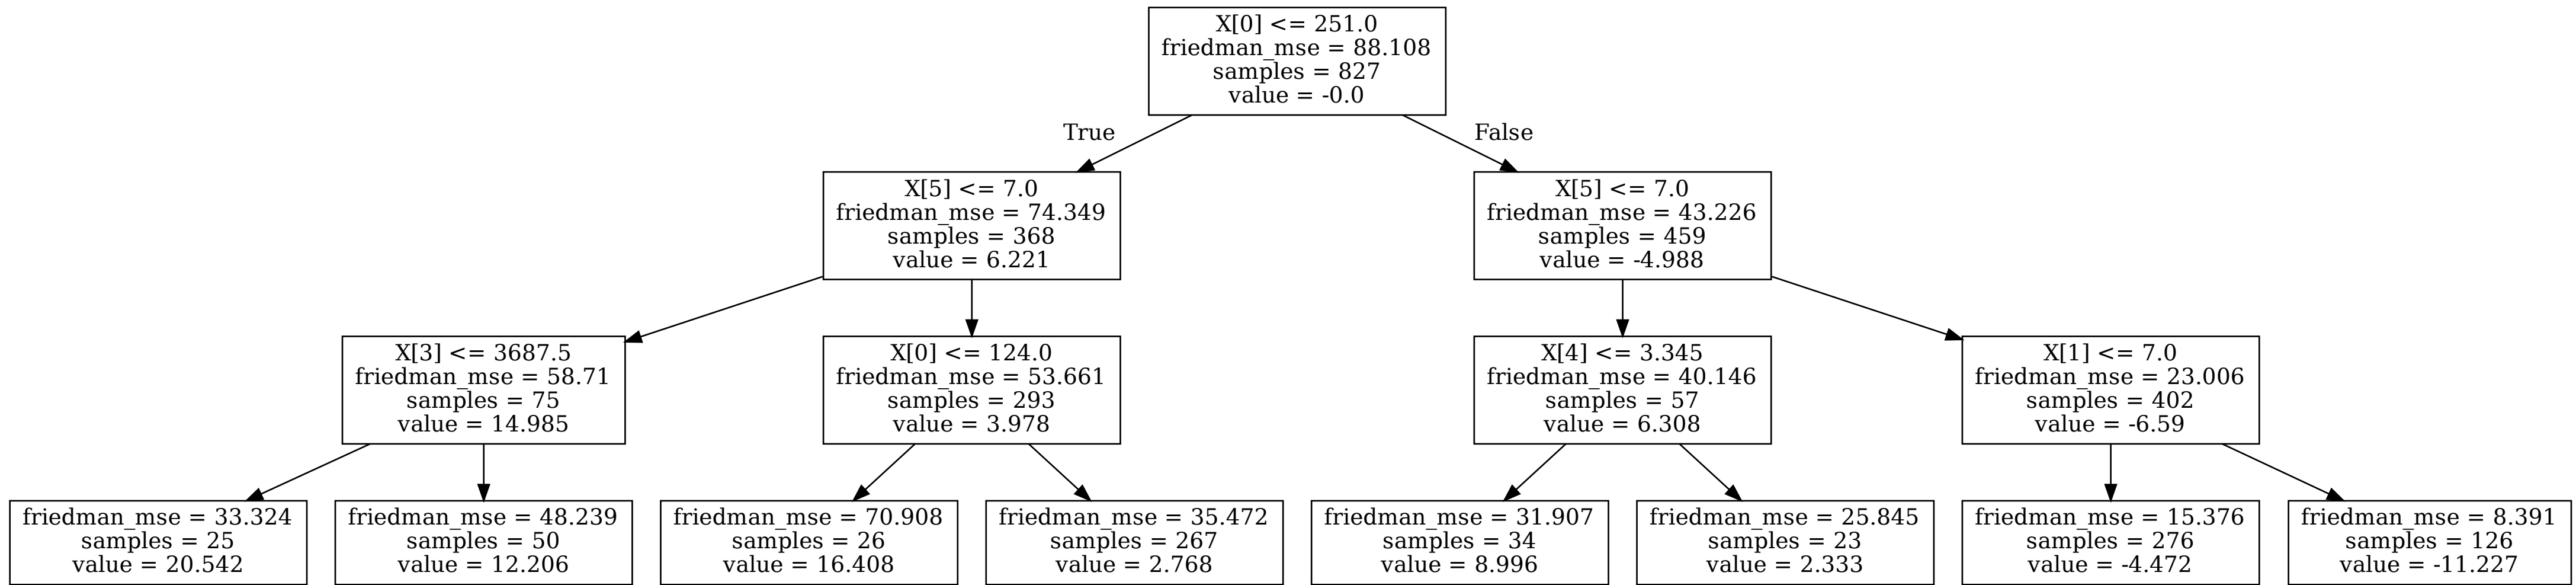 X[0] <= 251.0
friedman_mse = 88.108
samples = 827
value = -0.0
True
False
X[5] <= 7.0
friedman_mse = 74.349
samples = 368
value = 6.221
X[5] <= 7.0
friedman_mse = 43.226
samples = 459
value = -4.988
X[3] <= 3687.5
friedman_mse = 58.71
samples = 75
value = 14.985
X[0] <= 124.0
friedman_mse = 53.661
samples = 293
value = 3.978
X[4] <= 3.345
friedman_mse = 40.146
samples = 57
value = 6.308
X[1] <= 7.0
friedman_mse = 23.006
samples = 402
value = -6.59
friedman_mse = 33.324
samples = 25
value = 20.542
friedman_mse = 48.239
samples = 50
value = 12.206
friedman_mse = 70.908
samples = 26
value = 16.408
friedman_mse = 35.472
samples = 267
value = 2.768
friedman_mse = 31.907
samples = 34
value = 8.996
friedman_mse = 25.845
samples = 23
value = 2.333
friedman_mse = 15.376
samples = 276
value = -4.472
friedman_mse = 8.391
samples = 126
value = -11.227